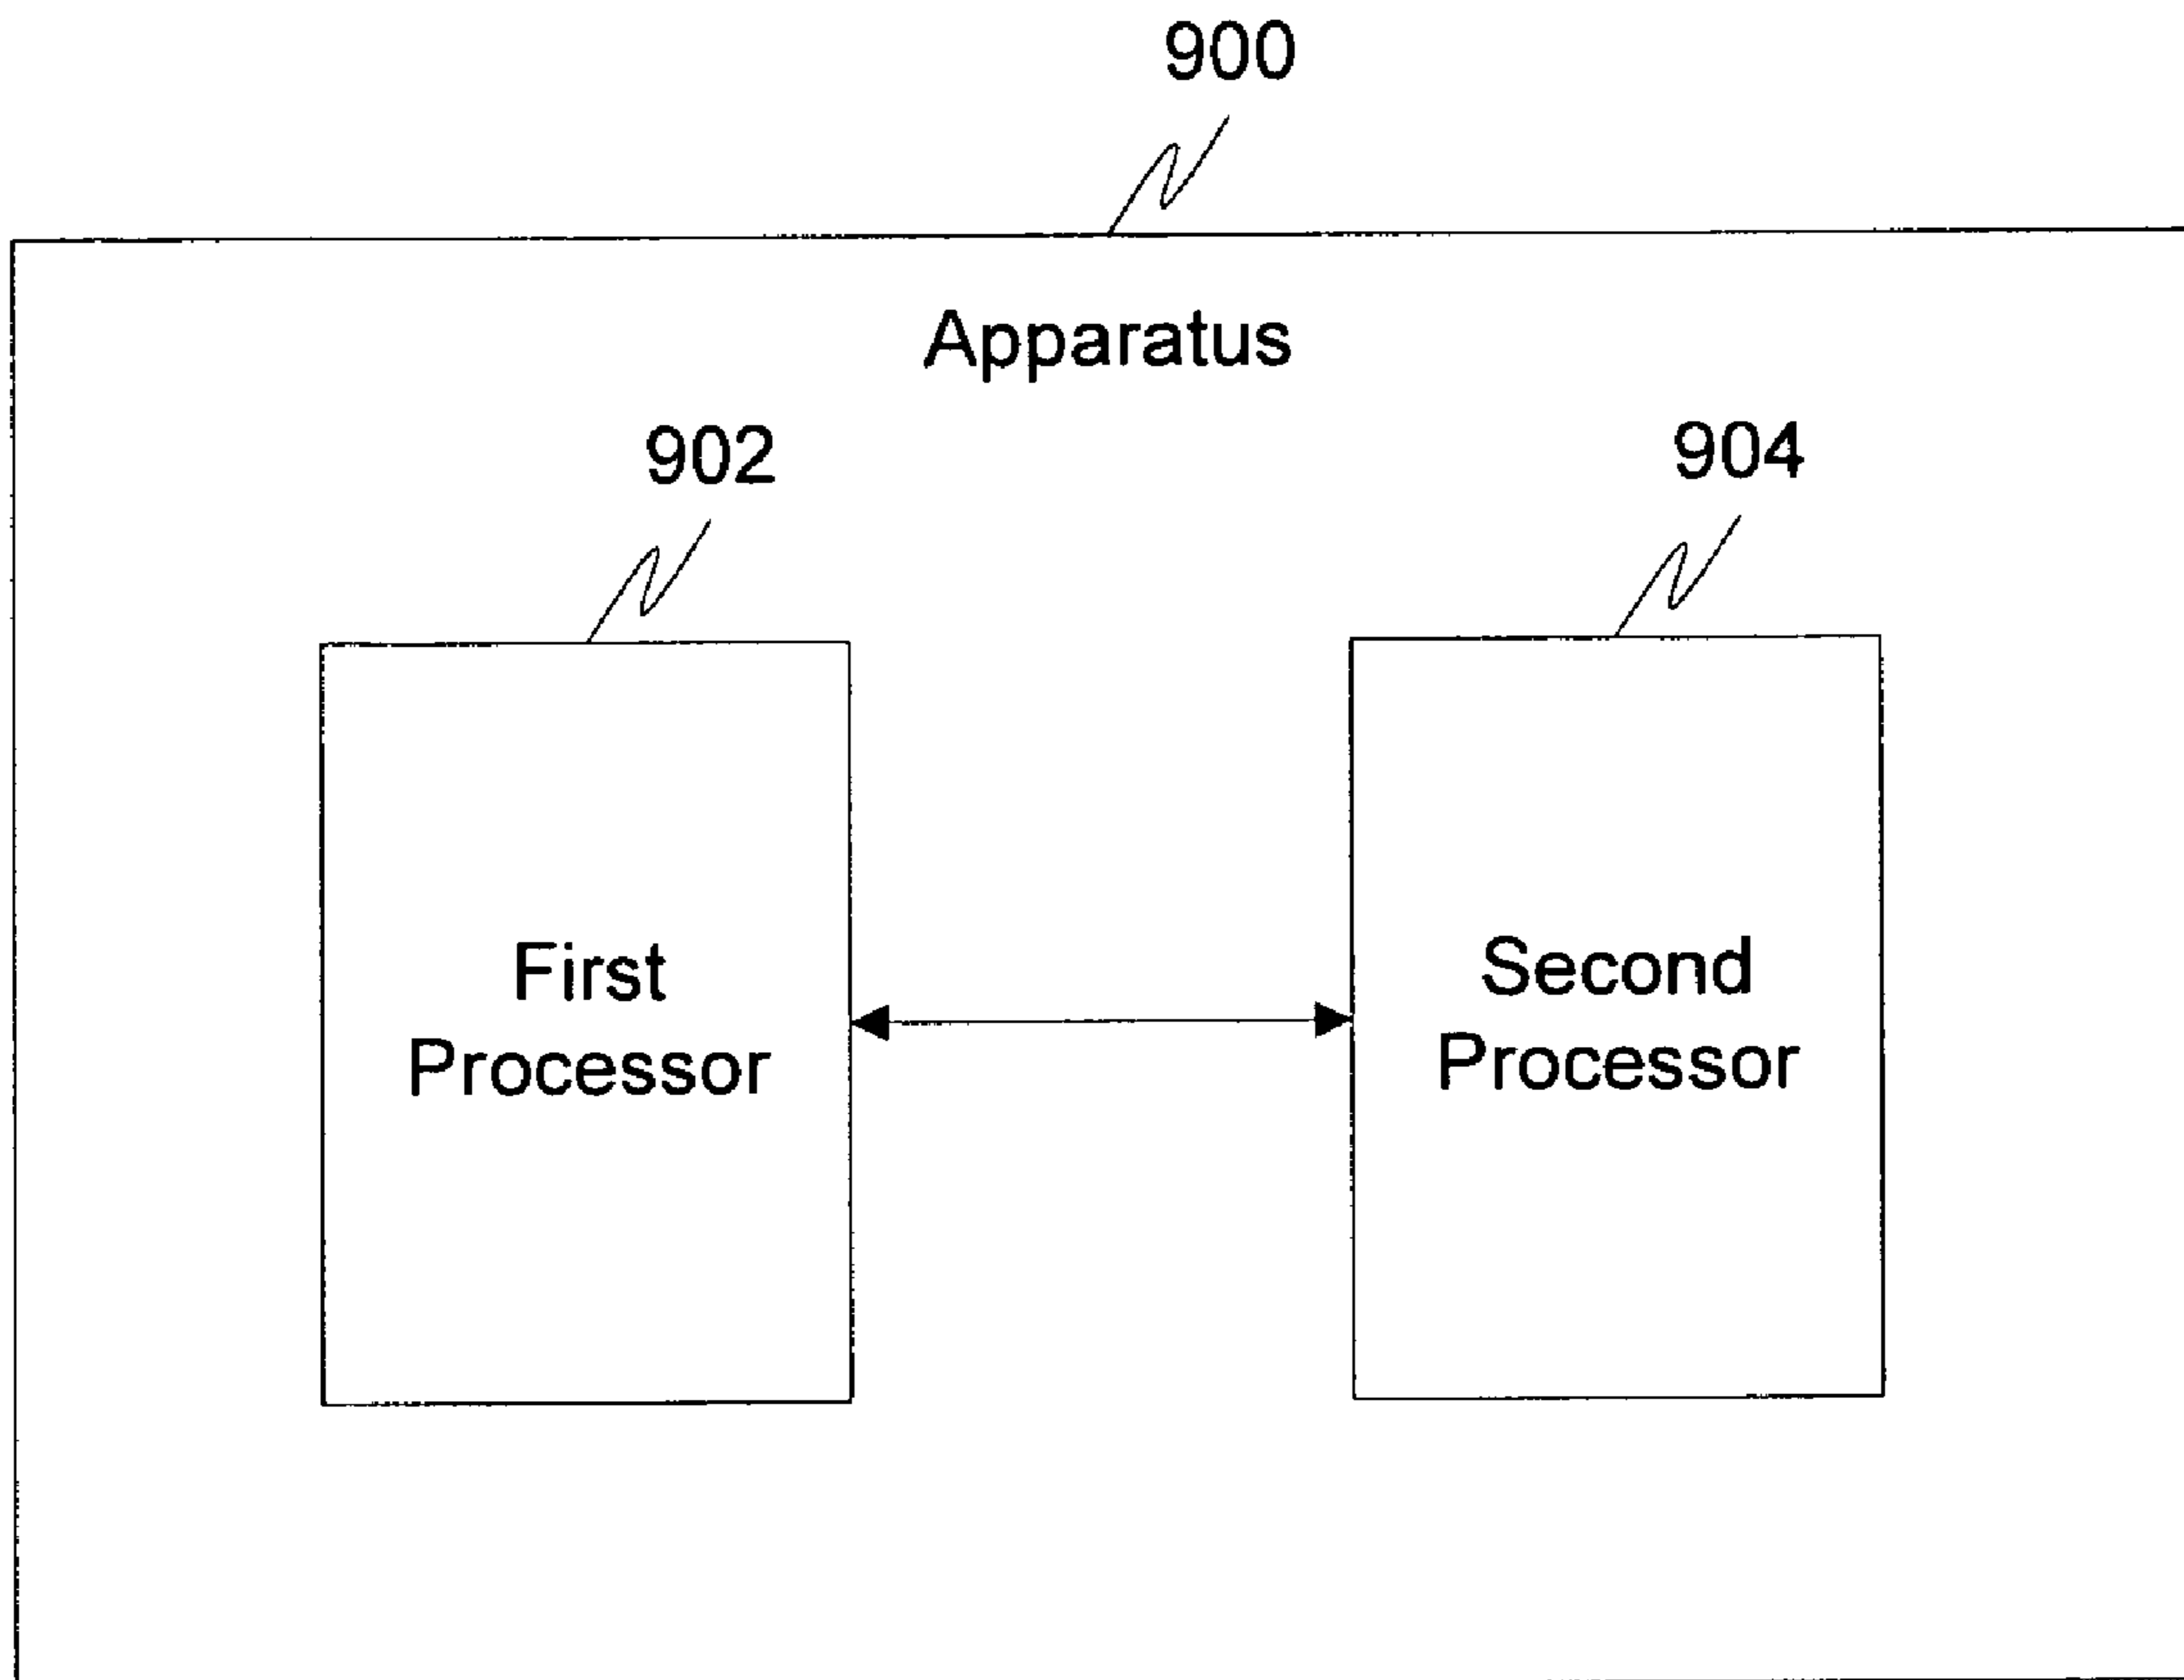 900
Apparatus
902
904
First
Processor
Second
Processor